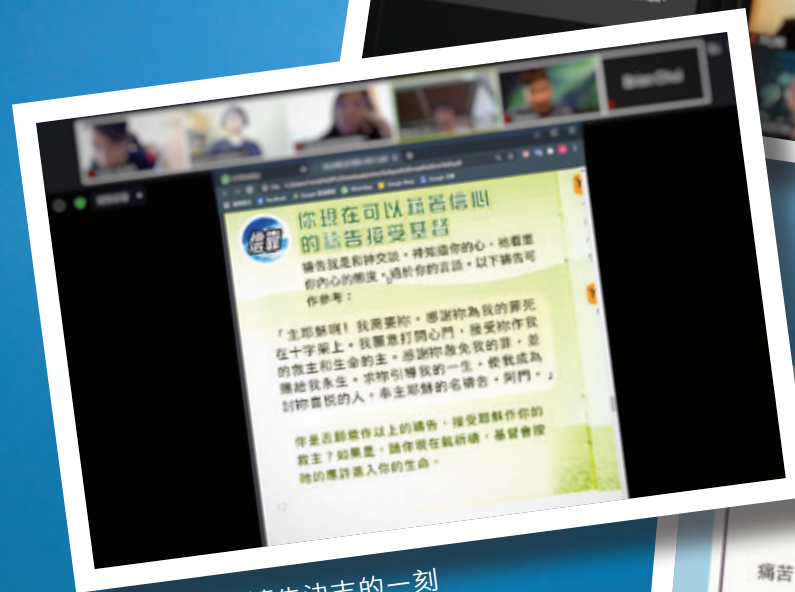 信靠
你現在可以藉着信心
的禱告接受基督
禱告就是和神交談。神知道你的心,祂看重
你內心的態度,過於你的言語。以下禱告可
作參考:
「主耶穌啊!我需要祢。感謝祢為我的罪死
在十字架上。我願意打開心門,接受祢作我
的救主和生命的主。感謝祢赦免我的罪,並
賜給我永生。求祢引導我的一生,使我成為
討祢喜悅的人。奉主耶穌的名禱告,阿門。」
你是否願意作以上的禱告,接受耶穌作你的
救主?如果是,請你現在就祈禱,基督會按
祂的應許進入你的生命。
12
告決志的一刻
痛苦